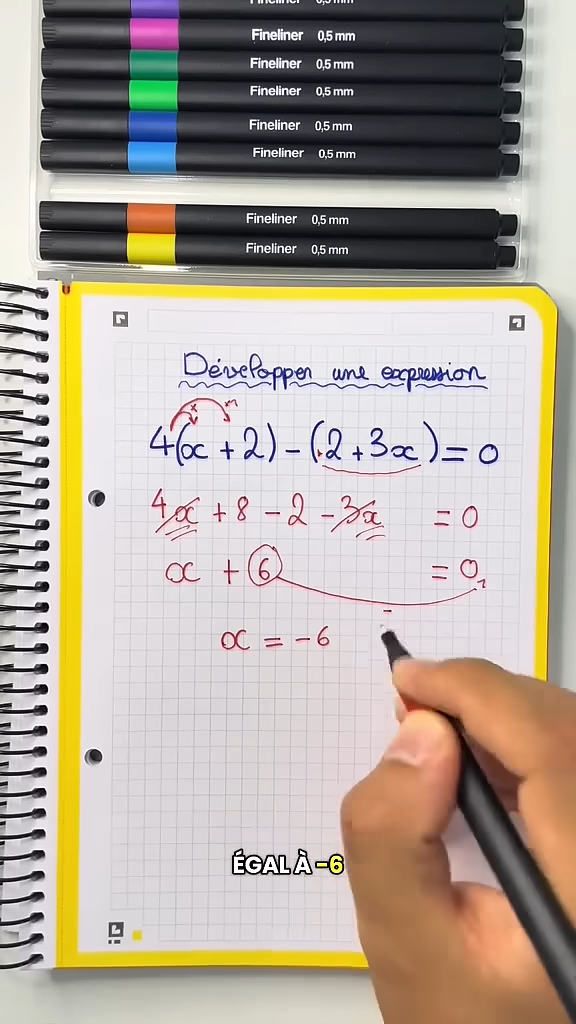 Fineliner 0,5 mm
Fineliner 0,5 mm
Fineliner 0,5 mm
Fineliner 0,5 mm
Fineliner 0,5 mm
Fineliner 0,5 mm
Fineliner 0,5 mm
Fineliner 0,5 mm
Développer une expression
4(x + 2) - (2 + 3x) = 0
4x + 8 - 2 - 3x = 0
x + 6 = 0
-
x = -6
ÉGAL À -6